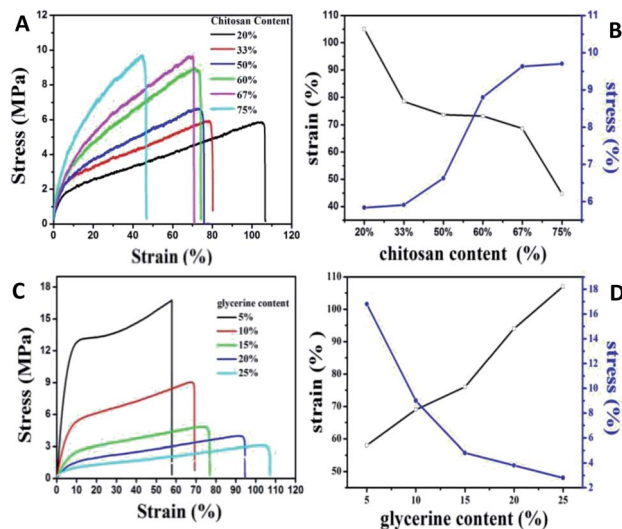 A
Chitosan Content
20%
33%
50%
60%
67%
75%
Stress (MPa)
12
10
8
6
4
2
0
0 20 40 60 80 100 120
Strain (%)
B
strain (%)
110
100
90
80
70
60
50
40
11
10
9
8
7
6
stress (%)
20% 33% 50% 60% 67% 75%
chitosan content (%)
C
glycerine content
5%
10%
15%
20%
25%
Stress (MPa)
18
15
12
9
6
3
0
0 10 20 30 40 50 60 70 80 90 100 110
Strain (%)
D
strain (%)
110
100
90
80
70
60
50
18
16
14
12
10
8
6
4
2
stress (%)
5 10 15 20 25
glycerine content (%)